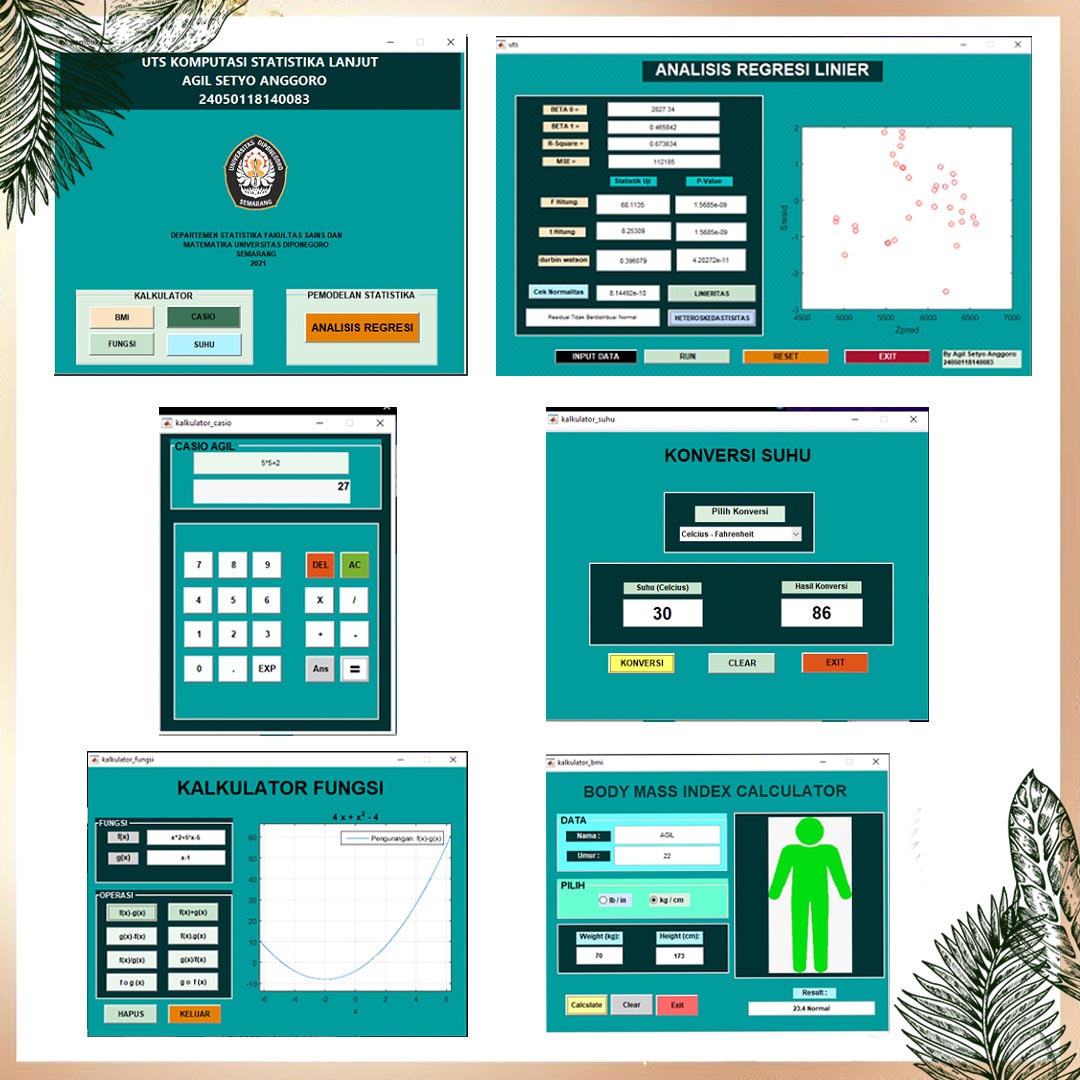 UTS KOMPUTASI STATISTIKA LANJUT
AGIL SETYO ANGGORO
24050118140083
UNIVERSITAS DIPONEGORO
SEMARANG
DEPARTEMEN STATISTIKA FAKULTAS SAINS DAN
MATEMATIKA UNIVERSITAS DIPONEGORO
SEMARANG
2021
KALKULATOR
BMI CASIO
FUNGSI SUHU
PEMODELAN STATISTIKA
ANALISIS REGRESI
uts
ANALISIS REGRESI LINIER
BETA 0 = 2827.34
BETA 1 = 0.485842
R-Square = 0.673634
MSE = 112185
Statistik Uji P-Value
F Hitung 68.1135 1.5685e-09
t Hitung 8.25309 1.5685e-09
durbin watson 0.396079 4.20272e-11
Cek Normalitas 8.14492e-10 LINIERITAS
Residual Tidak Berdistribusi Normal HETEROSKEDASTISITAS
2
1
0
-1
-2
-3
Sresid
4500 5000 5500 6000 6500 7000
Zpred
INPUT DATA RUN RESET EXIT
By Agil Setyo Anggoro
24050118140083
kalkulator_casio
CASIO AGIL
5*5+2
27
7 8 9 DEL AC
4 5 6 X /
1 2 3 + -
0 . EXP Ans =
kalkulator_suhu
KONVERSI SUHU
Pilih Konversi
Celcius - Fahrenheit
Suhu (Celcius) Hasil Konversi
30 86
KONVERSI CLEAR EXIT
kalkulator_fungsi
KALKULATOR FUNGSI
FUNGSI
f(x) x^2+5*x-5
g(x) x-1
OPERASI
f(x)-g(x) f(x)+g(x)
g(x)-f(x) f(x).g(x)
f(x)/g(x) g(x)/f(x)
f o g (x) g o f (x)
HAPUS KELUAR
4 x + x² - 4
Pengurangan: f(x)-g(x)
60
50
40
30
20
10
0
-10
-6 -4 -2 0 2 4 6
x
kalkulator_bmi
BODY MASS INDEX CALCULATOR
DATA
Nama : AGIL
Umur : 22
PILIH
lb / in kg / cm
Weight (kg): Height (cm):
70 173
Calculate Clear Exit
Result :
23.4 Normal